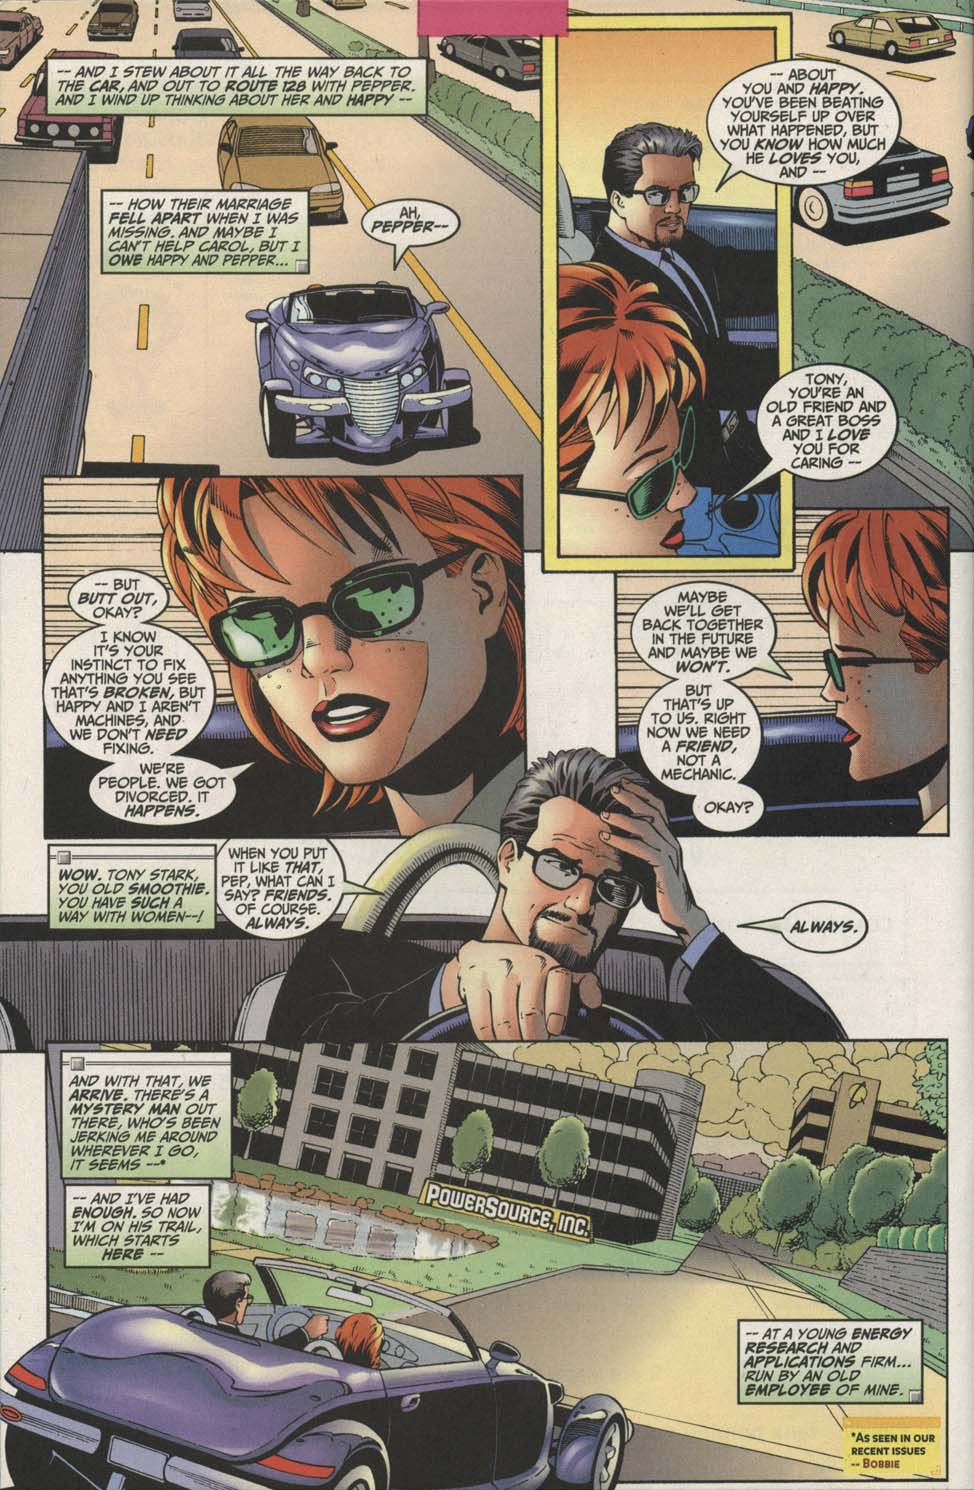 -- AND I STEW ABOUT IT ALL THE WAY BACK TO
THE CAR, AND OUT TO ROUTE 128 WITH PEPPER.
AND I WIND UP THINKING ABOUT HER AND HAPPY --
-- HOW THEIR MARRIAGE
FELL APART WHEN I WAS
MISSING. AND MAYBE I
CAN'T HELP CAROL, BUT I
OWE HAPPY AND PEPPER...
AH,
PEPPER--
-- ABOUT
YOU AND HAPPY.
YOU'VE BEEN BEATING
YOURSELF UP OVER
WHAT HAPPENED, BUT
YOU KNOW HOW MUCH
HE LOVES YOU,
AND --
TONY,
YOU'RE AN
OLD FRIEND AND
A GREAT BOSS
AND I LOVE
YOU FOR
CARING --
-- BUT
BUTT OUT,
OKAY?
I KNOW
IT'S YOUR
INSTINCT TO FIX
ANYTHING YOU SEE
THAT'S BROKEN, BUT
HAPPY AND I AREN'T
MACHINES, AND
WE DON'T NEED
FIXING.
WE'RE
PEOPLE. WE GOT
DIVORCED. IT
HAPPENS.
MAYBE
WE'LL GET
BACK TOGETHER
IN THE FUTURE
AND MAYBE WE
WON'T.
BUT
THAT'S UP
TO US. RIGHT
NOW WE NEED
A FRIEND,
NOT A
MECHANIC.
OKAY?
WOW. TONY STARK,
YOU OLD SMOOTHIE.
YOU HAVE SUCH A
WAY WITH WOMEN--!
WHEN YOU PUT
IT LIKE THAT,
PEP, WHAT CAN I
SAY? FRIENDS.
OF COURSE.
ALWAYS.
ALWAYS.
AND WITH THAT, WE
ARRIVE. THERE'S A
MYSTERY MAN OUT
THERE, WHO'S BEEN
JERKING ME AROUND
WHEREVER I GO,
IT SEEMS --*
-- AND I'VE HAD
ENOUGH. SO NOW
I'M ON HIS TRAIL,
WHICH STARTS
HERE --
POWERSOURCE, INC.
-- AT A YOUNG ENERGY
RESEARCH AND
APPLICATIONS FIRM...
RUN BY AN OLD
EMPLOYEE OF MINE.
*AS SEEN IN OUR
RECENT ISSUES
-- BOBBIE